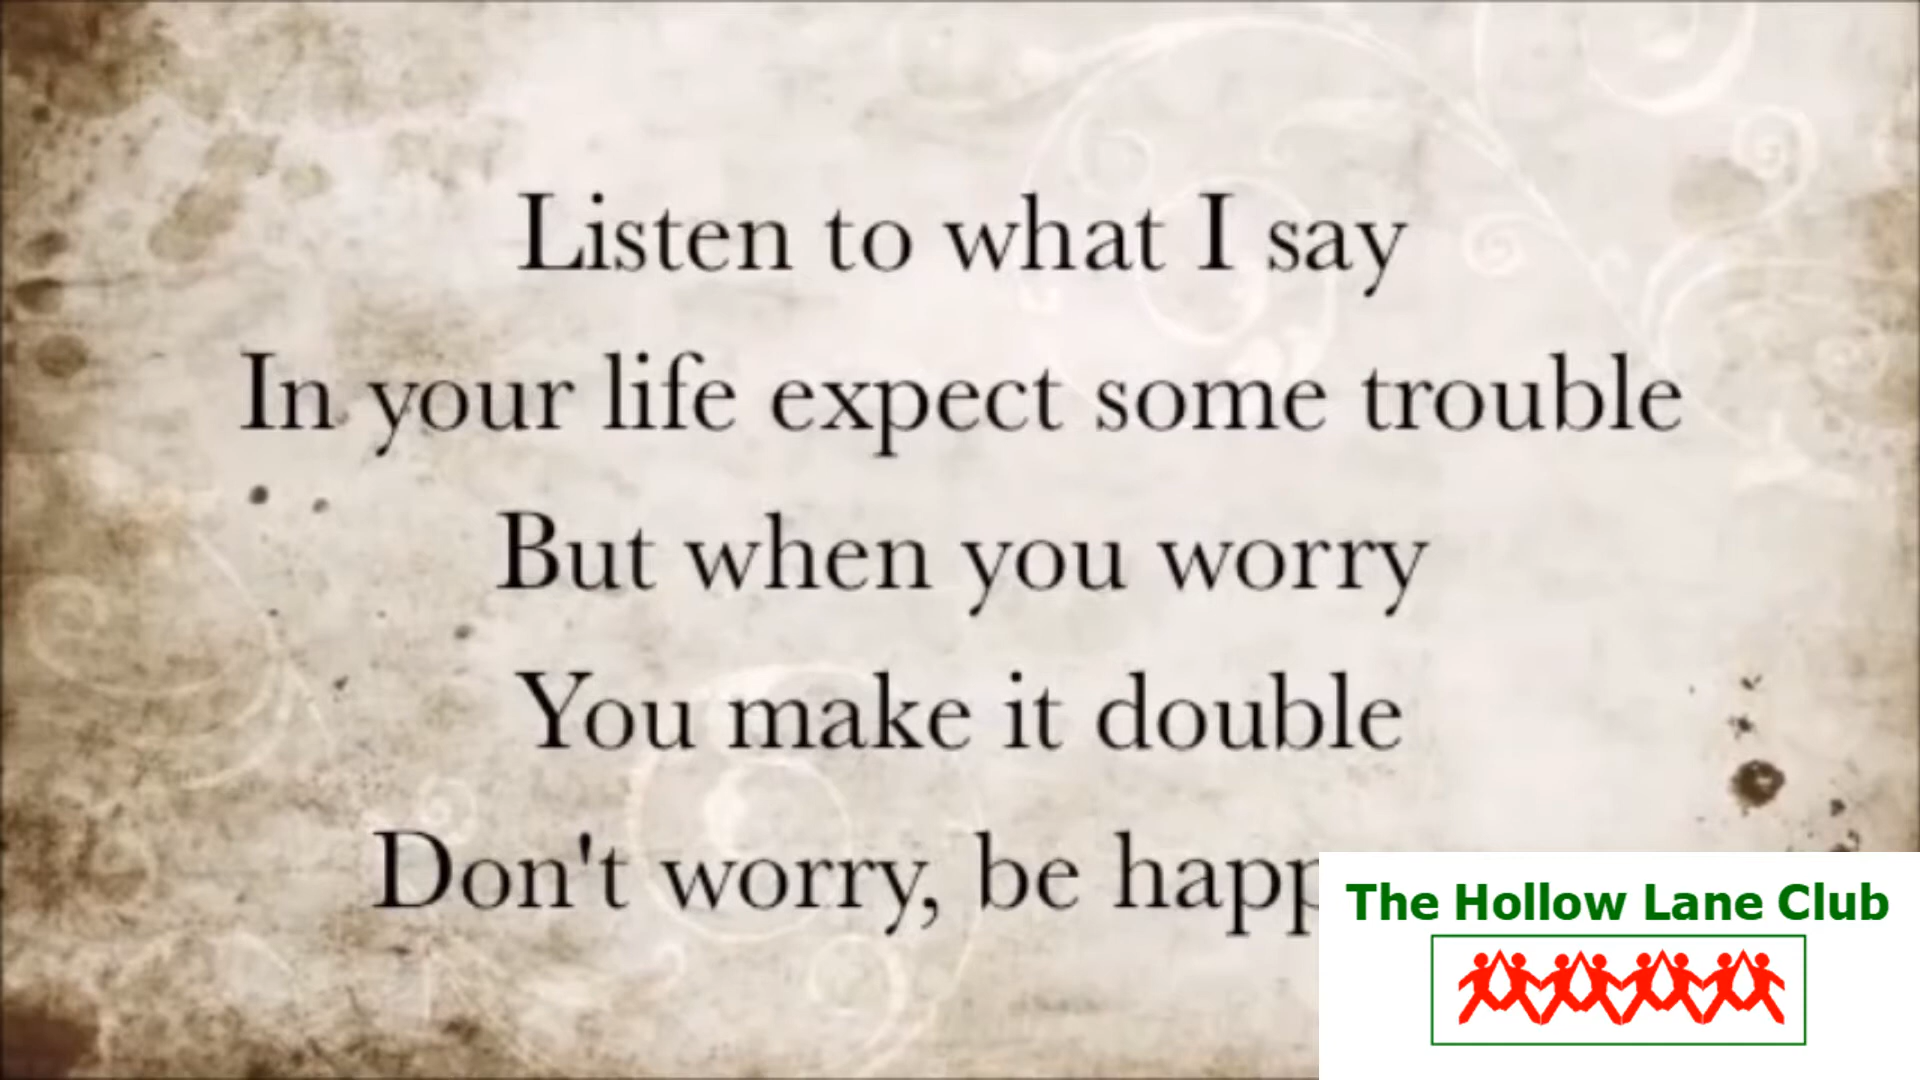 Listen to what I say
In your life expect some trouble
But when you worry
You make it double
Don't worry, be happ
The Hollow Lane Club